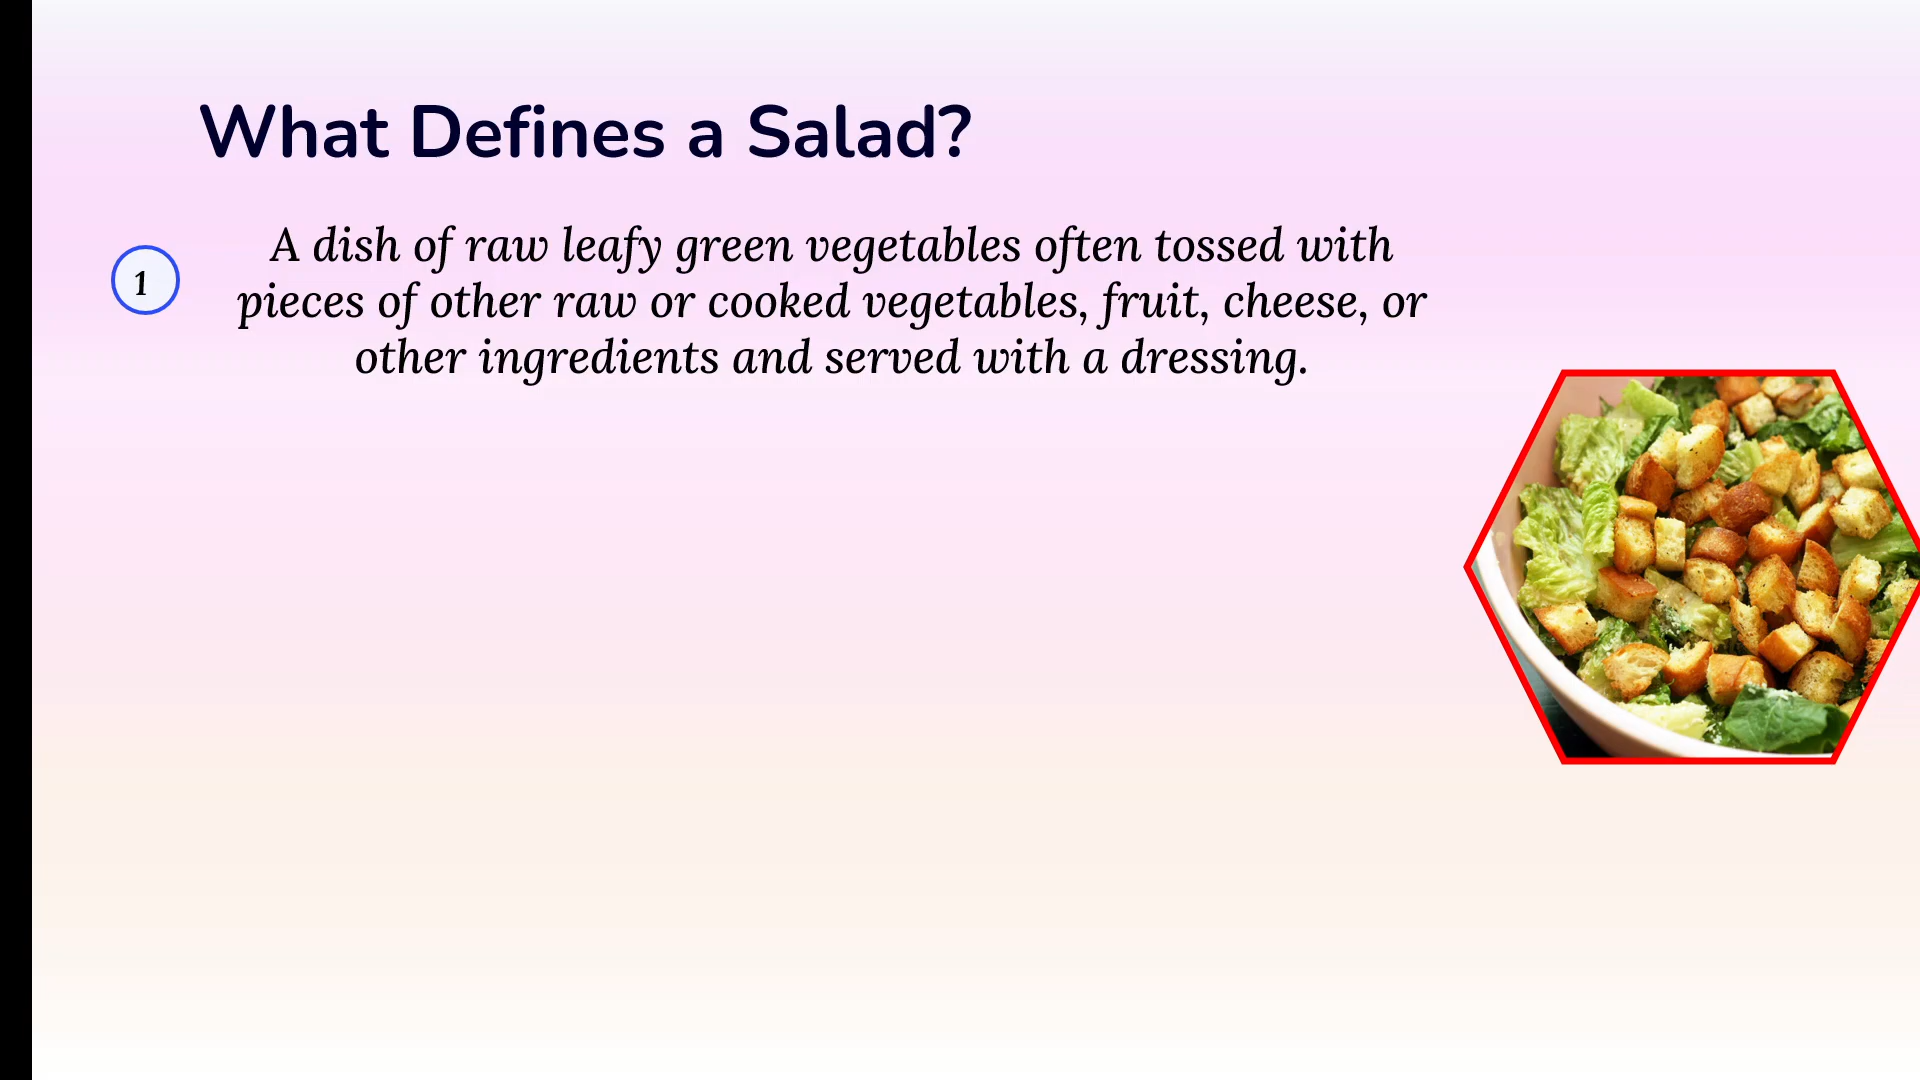 What Defines a Salad?
1
A dish of raw leafy green vegetables often tossed with
pieces of other raw or cooked vegetables, fruit, cheese, or
other ingredients and served with a dressing.